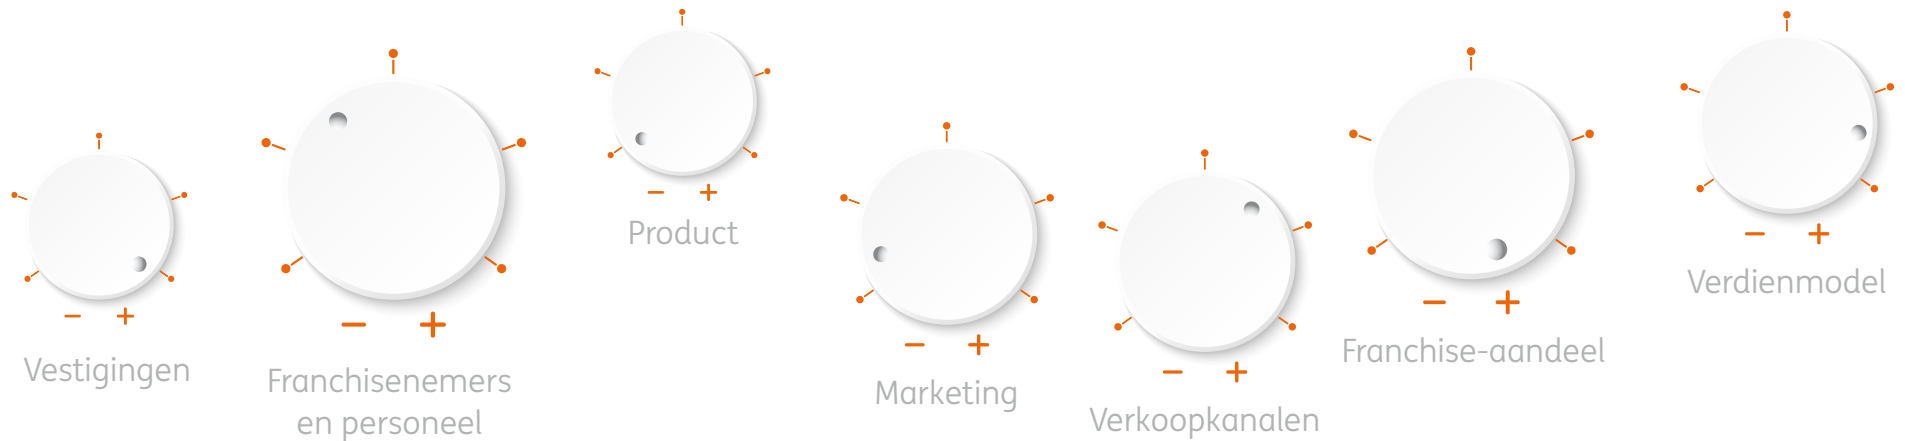 Vestigingen
Franchisenemers
en personeel
Product
Marketing
Verkoopkanalen
Franchise-aandeel
Verdienmodel